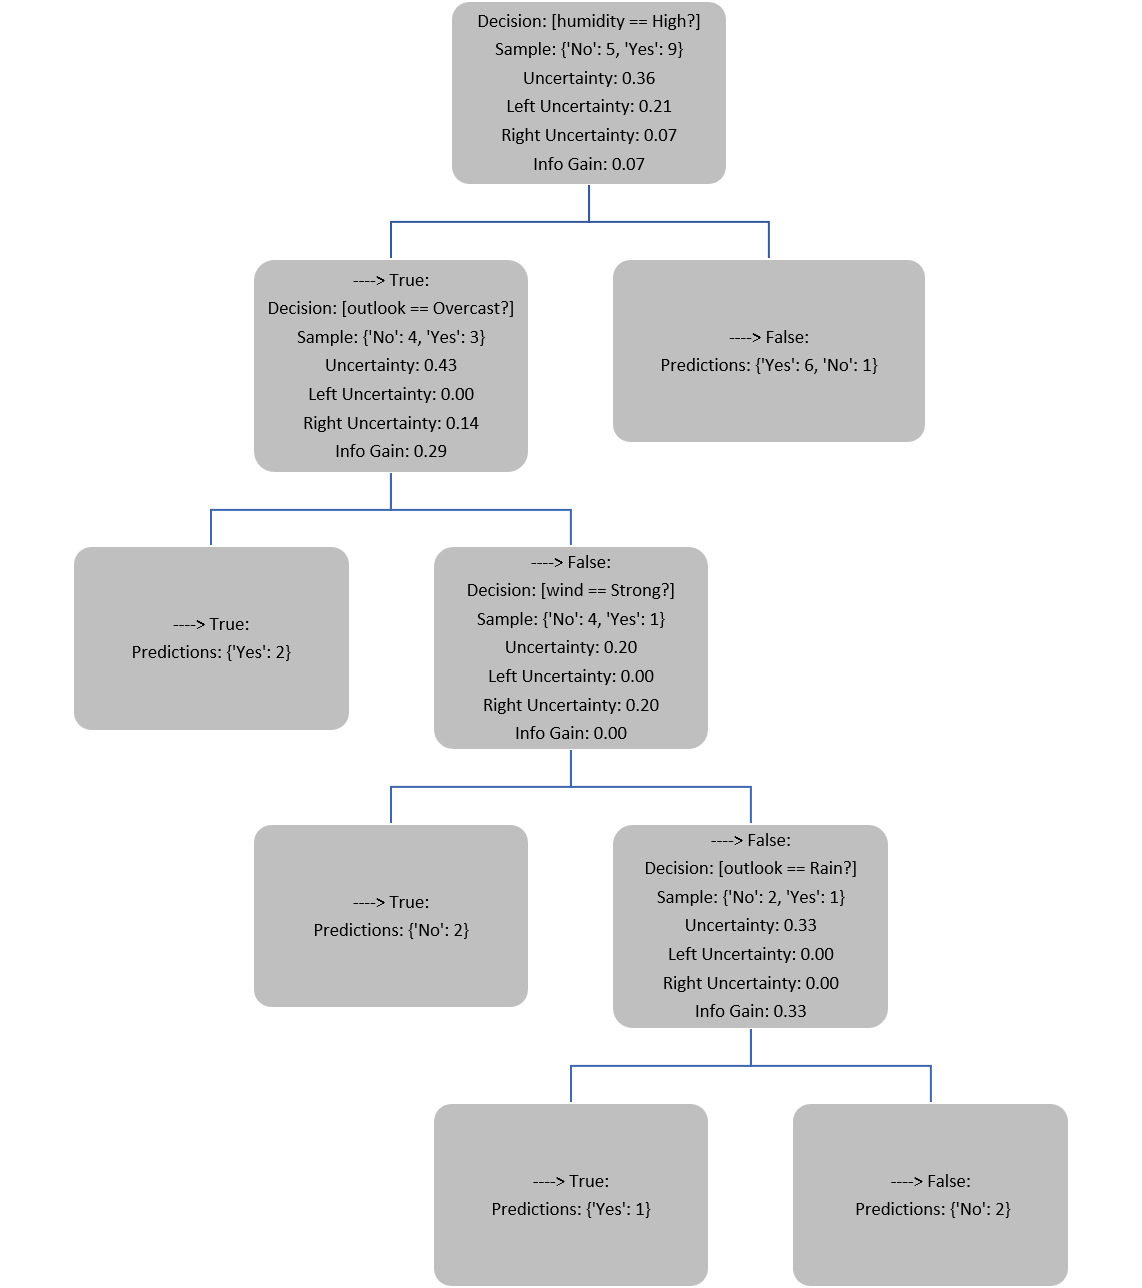 Decision: [humidity == High?]
Sample: {'No': 5, 'Yes': 9}
Uncertainty: 0.36
Left Uncertainty: 0.21
Right Uncertainty: 0.07
Info Gain: 0.07
----> True:
Decision: [outlook == Overcast?]
Sample: {'No': 4, 'Yes': 3}
Uncertainty: 0.43
Left Uncertainty: 0.00
Right Uncertainty: 0.14
Info Gain: 0.29
----> False:
Predictions: {'Yes': 6, 'No': 1}
----> True:
Predictions: {'Yes': 2}
----> False:
Decision: [wind == Strong?]
Sample: {'No': 4, 'Yes': 1}
Uncertainty: 0.20
Left Uncertainty: 0.00
Right Uncertainty: 0.20
Info Gain: 0.00
----> True:
Predictions: {'No': 2}
----> False:
Decision: [outlook == Rain?]
Sample: {'No': 2, 'Yes': 1}
Uncertainty: 0.33
Left Uncertainty: 0.00
Right Uncertainty: 0.00
Info Gain: 0.33
----> True:
Predictions: {'Yes': 1}
----> False:
Predictions: {'No': 2}